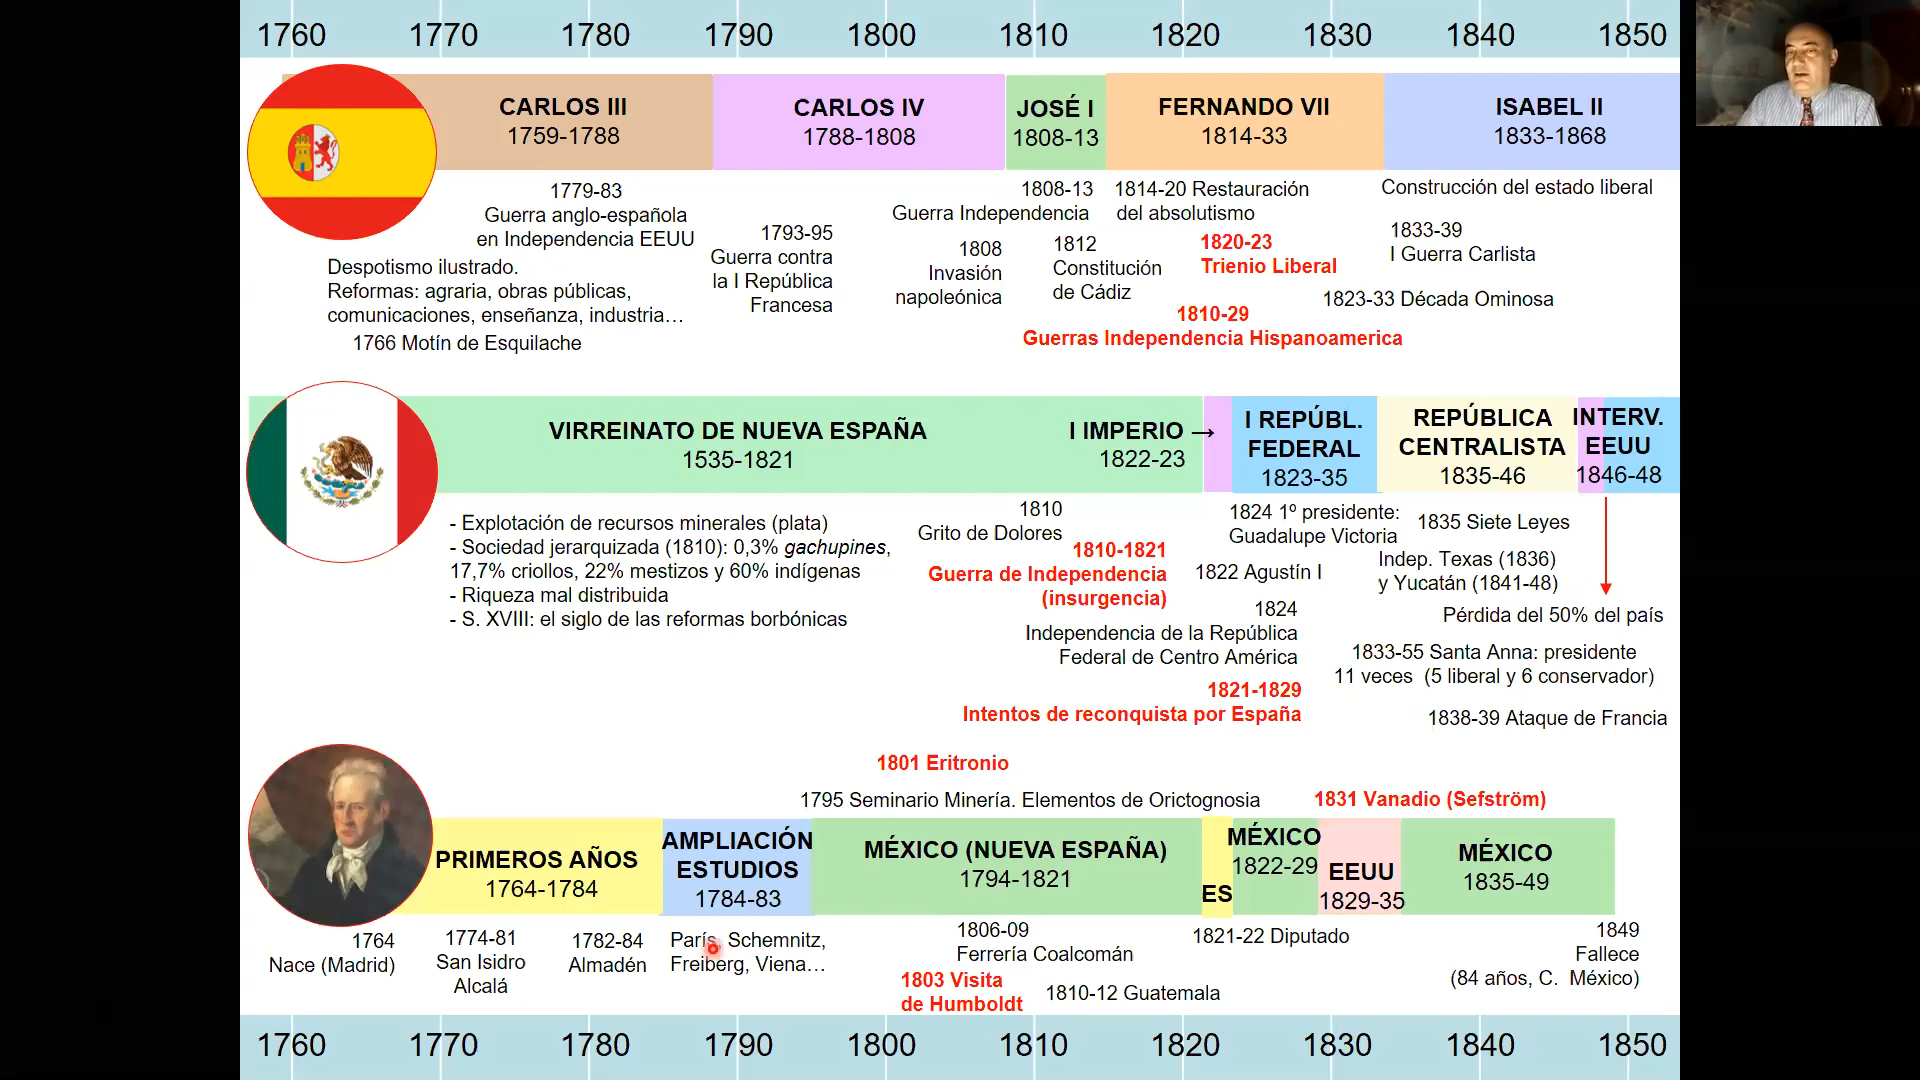 1760 1770 1780 1790 1800 1810 1820 1830 1840 1850
CARLOS III
1759-1788
CARLOS IV
1788-1808
JOSÉ I
1808-13
FERNANDO VII
1814-33
ISABEL II
1833-1868
1779-83
Guerra anglo-española
en Independencia EEUU
Despotismo ilustrado.
Reformas: agraria, obras públicas,
comunicaciones, enseñanza, industria…
1766 Motín de Esquilache
1793-95
Guerra contra
la I República
Francesa
1808-13
Guerra Independencia
1808
Invasión
napoleónica
1812
Constitución
de Cádiz
1814-20 Restauración
del absolutismo
1820-23
Trienio Liberal
1810-29
Guerras Independencia Hispanoamerica
Construcción del estado liberal
1833-39
I Guerra Carlista
1823-33 Década Ominosa
VIRREINATO DE NUEVA ESPAÑA
1535-1821
I IMPERIO →
1822-23
I REPÚBL.
FEDERAL
1823-35
REPÚBLICA
CENTRALISTA
1835-46
INTERV.
EEUU
1846-48
- Explotación de recursos minerales (plata)
- Sociedad jerarquizada (1810): 0,3% gachupines,
17,7% criollos, 22% mestizos y 60% indígenas
- Riqueza mal distribuida
- S. XVIII: el siglo de las reformas borbónicas
1810
Grito de Dolores
1810-1821
Guerra de Independencia
(insurgencia)
1824 1º presidente:
Guadalupe Victoria
1822 Agustín I
1824
Independencia de la República
Federal de Centro América
1821-1829
Intentos de reconquista por España
1835 Siete Leyes
Indep. Texas (1836)
y Yucatán (1841-48)
Pérdida del 50% del país
1833-55 Santa Anna: presidente
11 veces (5 liberal y 6 conservador)
1838-39 Ataque de Francia
1801 Eritronio
1795 Seminario Minería. Elementos de Orictognosia
1831 Vanadio (Sefström)
PRIMEROS AÑOS
1764-1784
AMPLIACIÓN
ESTUDIOS
1784-83
MÉXICO (NUEVA ESPAÑA)
1794-1821
ES
MÉXICO
1822-29
EEUU
1829-35
MÉXICO
1835-49
1764
Nace (Madrid)
1774-81
San Isidro
Alcalá
1782-84
Almadén
París, Schemnitz,
Freiberg, Viena…
1806-09
Ferrería Coalcomán
1803 Visita
de Humboldt
1810-12 Guatemala
1821-22 Diputado
1849
Fallece
(84 años, C. México)
1760 1770 1780 1790 1800 1810 1820 1830 1840 1850